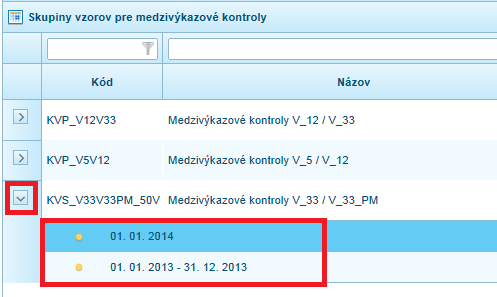 Skupiny vzorov pre medzivýkazové kontroly
Kód Názov
KVP_V12V33 Medzivýkazové kontroly V_12 / V_33
KVP_V5V12 Medzivýkazové kontroly V_5 / V_12
KVS_V33V33PM_50V Medzivýkazové kontroly V_33 / V_33_PM
01. 01. 2014
01. 01. 2013 - 31. 12. 2013